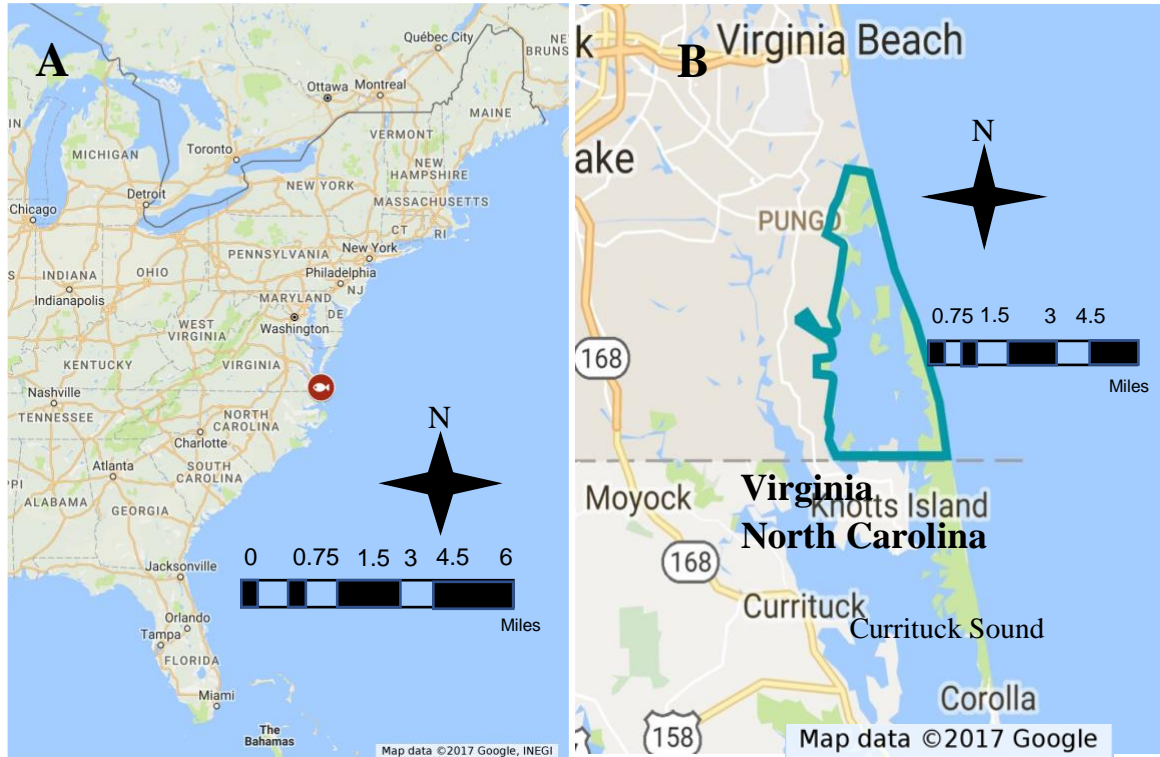 A
Québec City
NE
BRUNS
Ottawa
Montreal
MAINE
VERMONT
IN
Toronto
MICHIGAN
NEW
HAMPSHIRE
NEW YORK
MASSACHUSETTS
Detroit
Chicago
CT
RI
New York
PENNSYLVANIA
Philadelphia
S
INDIANA
OHIO
NJ
Indianapolis
MARYLAND
DE
Washington
WEST
VIRGINIA
KENTUCKY
VIRGINIA
Nashville
TENNESSEE
NORTH
CAROLINA
Charlotte
N
Atlanta
SOUTH
CAROLINA
PPI
ALABAMA
GEORGIA
0 0.75 1.5 3 4.5 6
Miles
Jacksonville
Orlando
Tampa
FLORIDA
Miami
The
Bahamas
Map data ©2017 Google, INEGI
B
k
Virginia Beach
N
ake
PUNGO
0.75 1.5 3 4.5
Miles
168
Virginia
Moyock
Knotts Island
North Carolina
168
Currituck
Currituck Sound
Corolla
158
Map data ©2017 Google